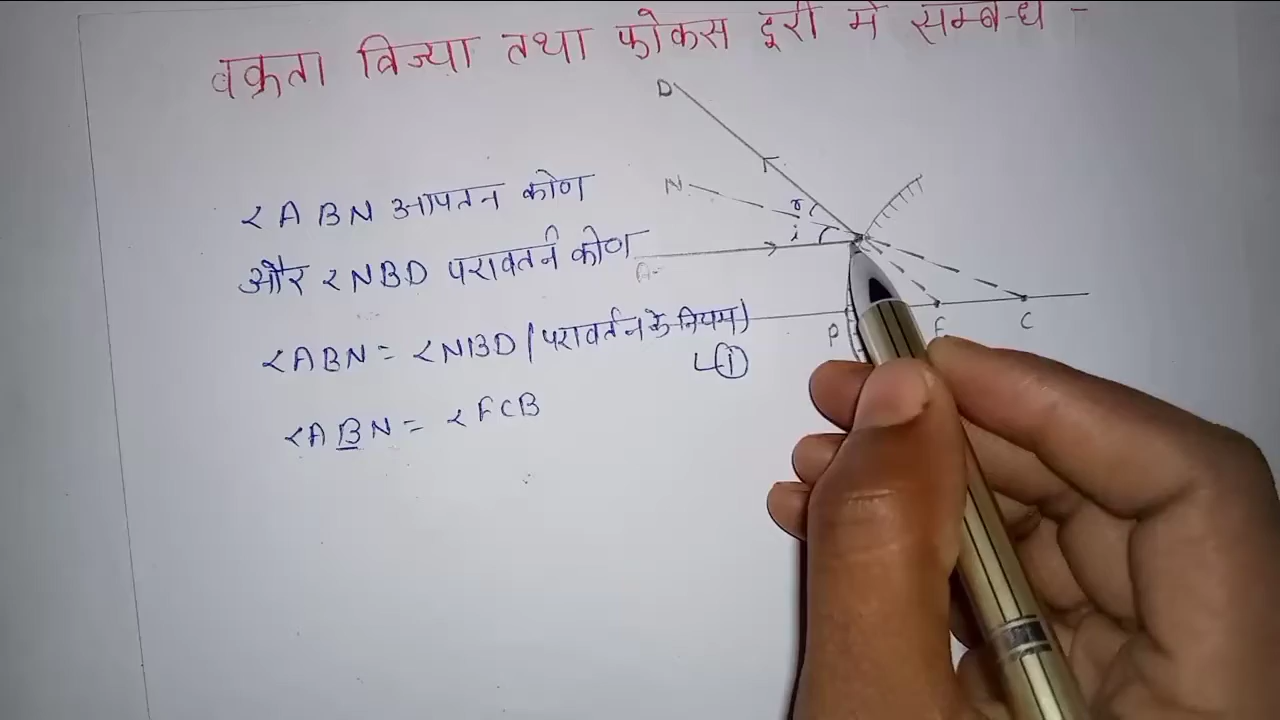 वक्रता त्रिज्या तथा फोकस दूरी में सम्बन्ध -
D
N
∠ABN आपतन कोण
r
i
और ∠NBD परावर्तन कोण
A
∠ABN = ∠NBD (परावर्तन के नियम)
P
F
C
①
∠ABN = ∠FCB